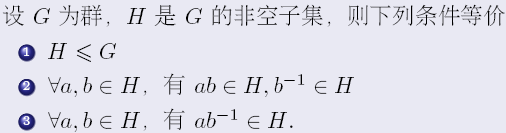 设 G 为群，H 是 G 的非空子集，则下列条件等价
1 H ⩽ G
2 ∀a, b ∈ H，有 ab ∈ H, b⁻¹ ∈ H
3 ∀a, b ∈ H，有 ab⁻¹ ∈ H.